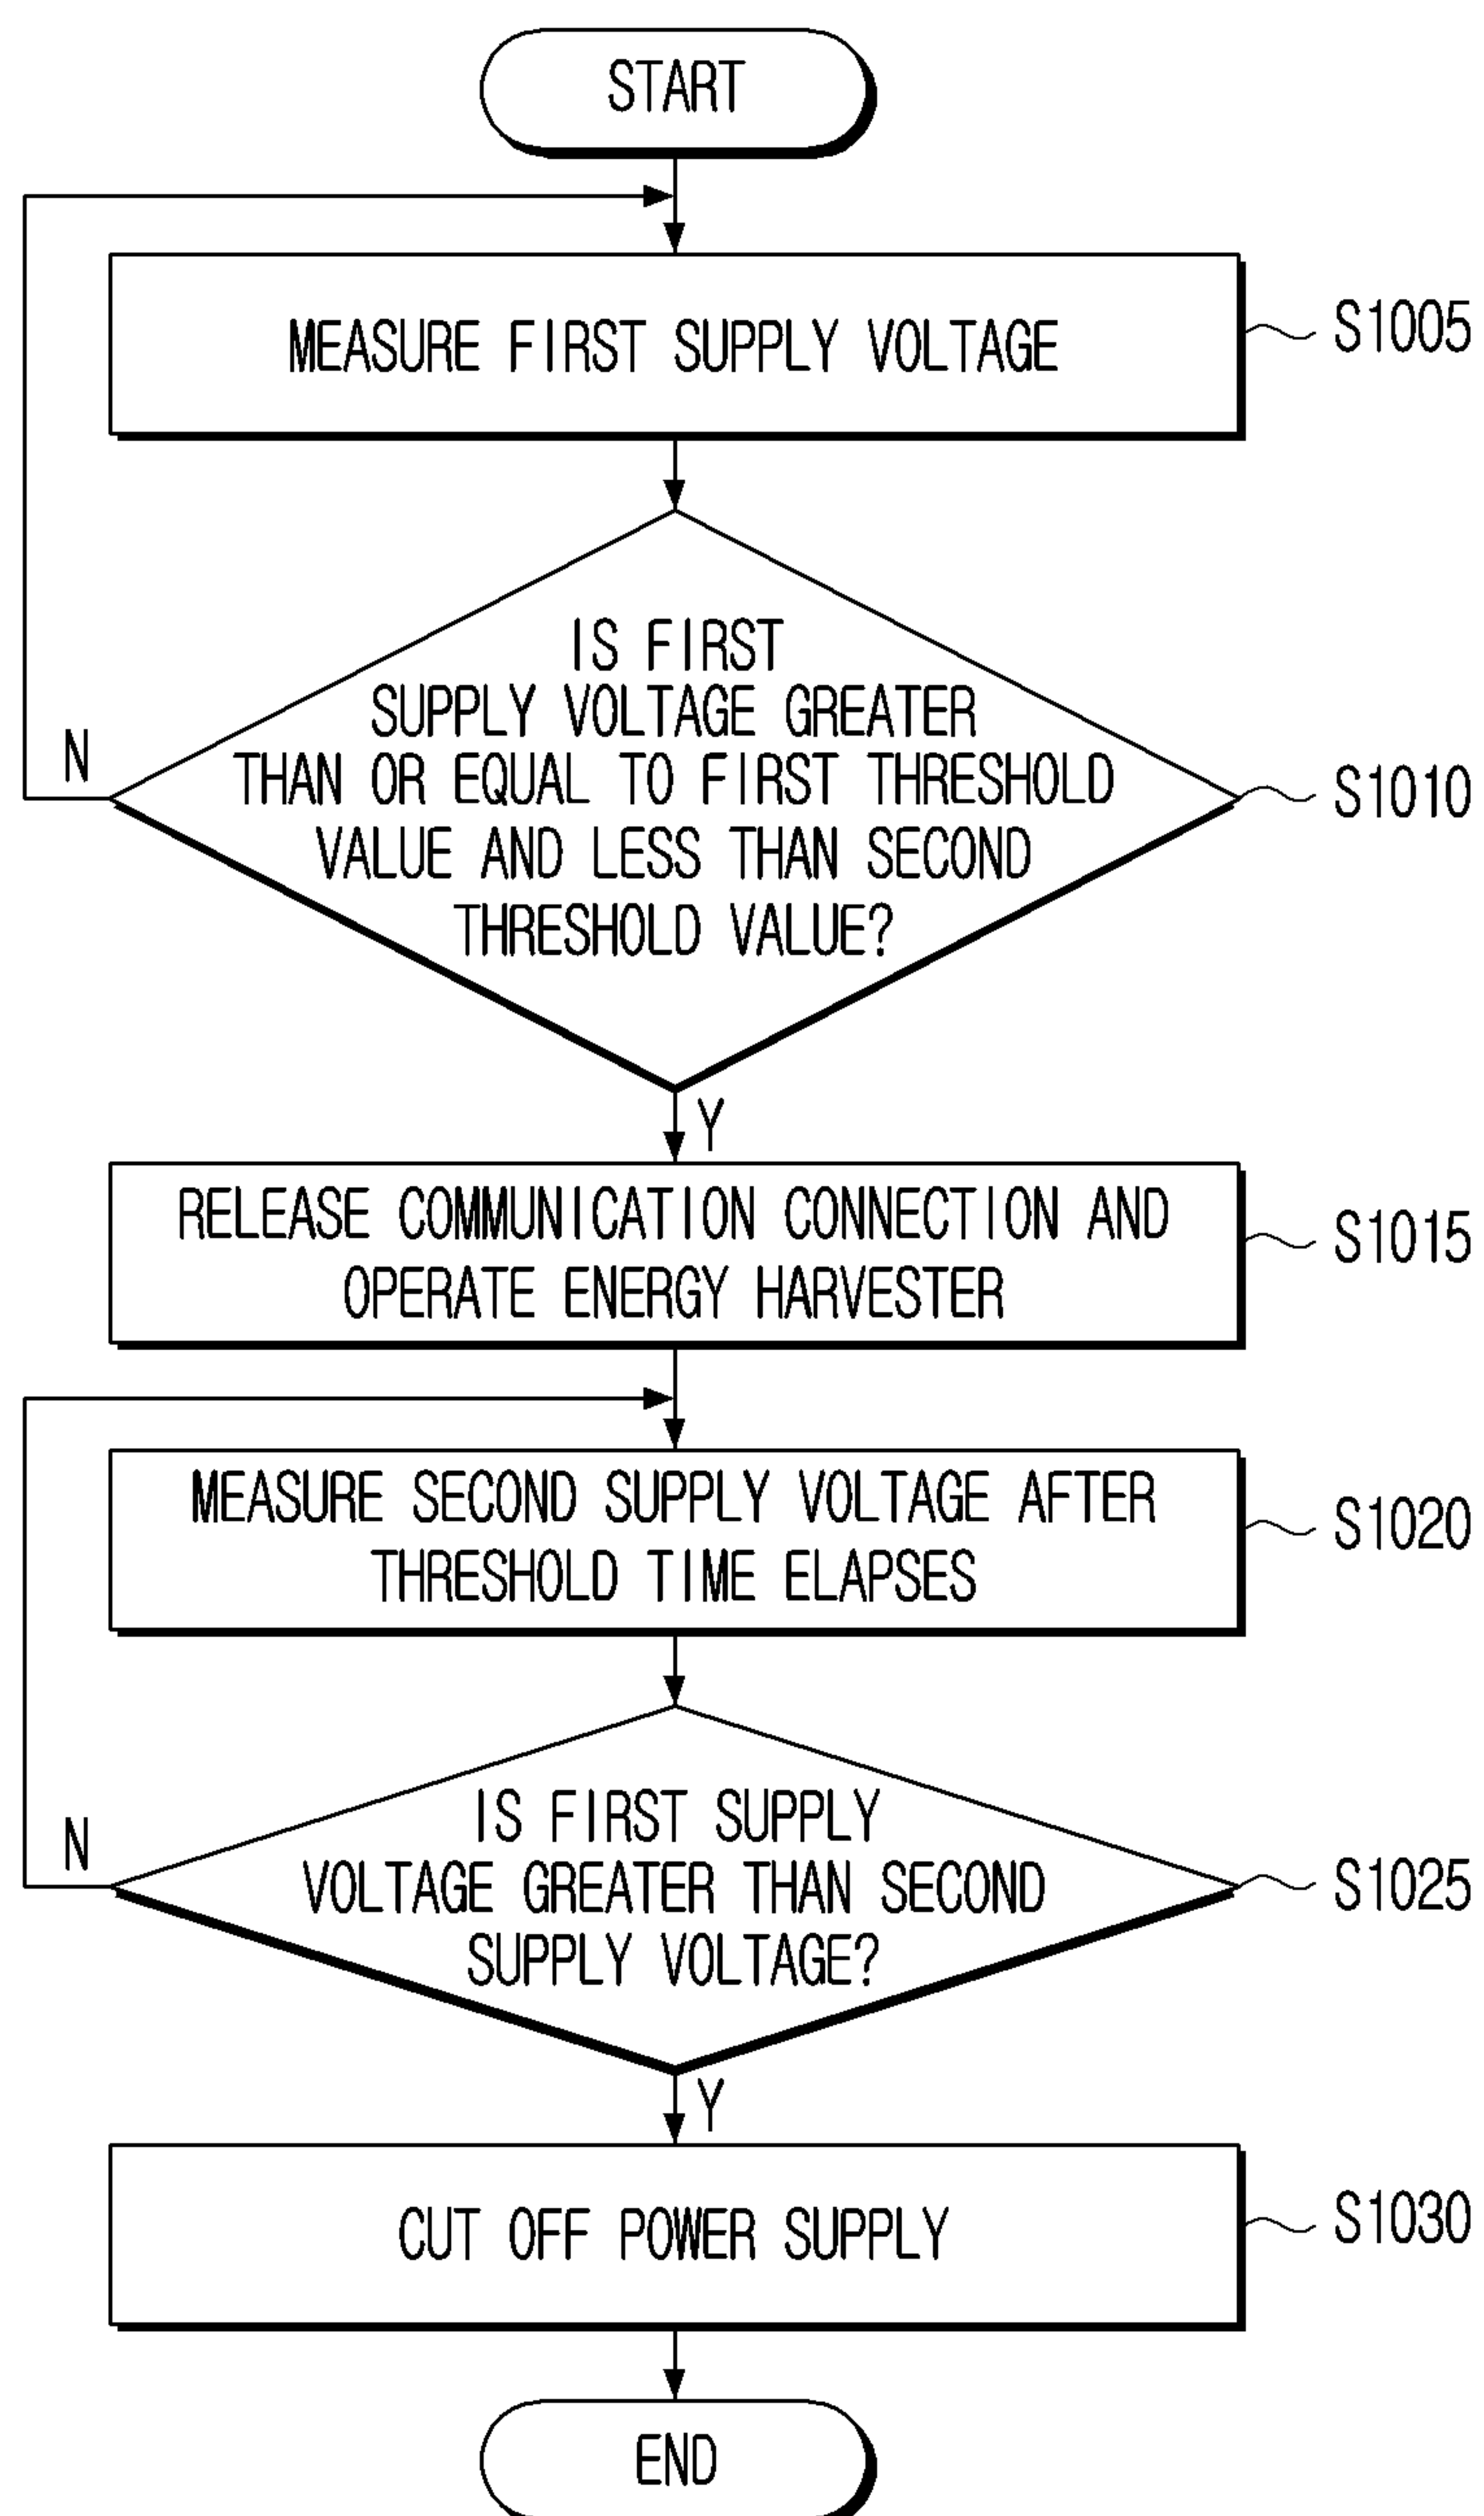 START
MEASURE FIRST SUPPLY VOLTAGE
S1005
IS FIRST
SUPPLY VOLTAGE GREATER
THAN OR EQUAL TO FIRST THRESHOLD
VALUE AND LESS THAN SECOND
THRESHOLD VALUE?
N
S1010
Y
RELEASE COMMUNICATION CONNECTION AND
OPERATE ENERGY HARVESTER
S1015
MEASURE SECOND SUPPLY VOLTAGE AFTER
THRESHOLD TIME ELAPSES
S1020
IS FIRST SUPPLY
VOLTAGE GREATER THAN SECOND
SUPPLY VOLTAGE?
N
S1025
Y
CUT OFF POWER SUPPLY
S1030
END